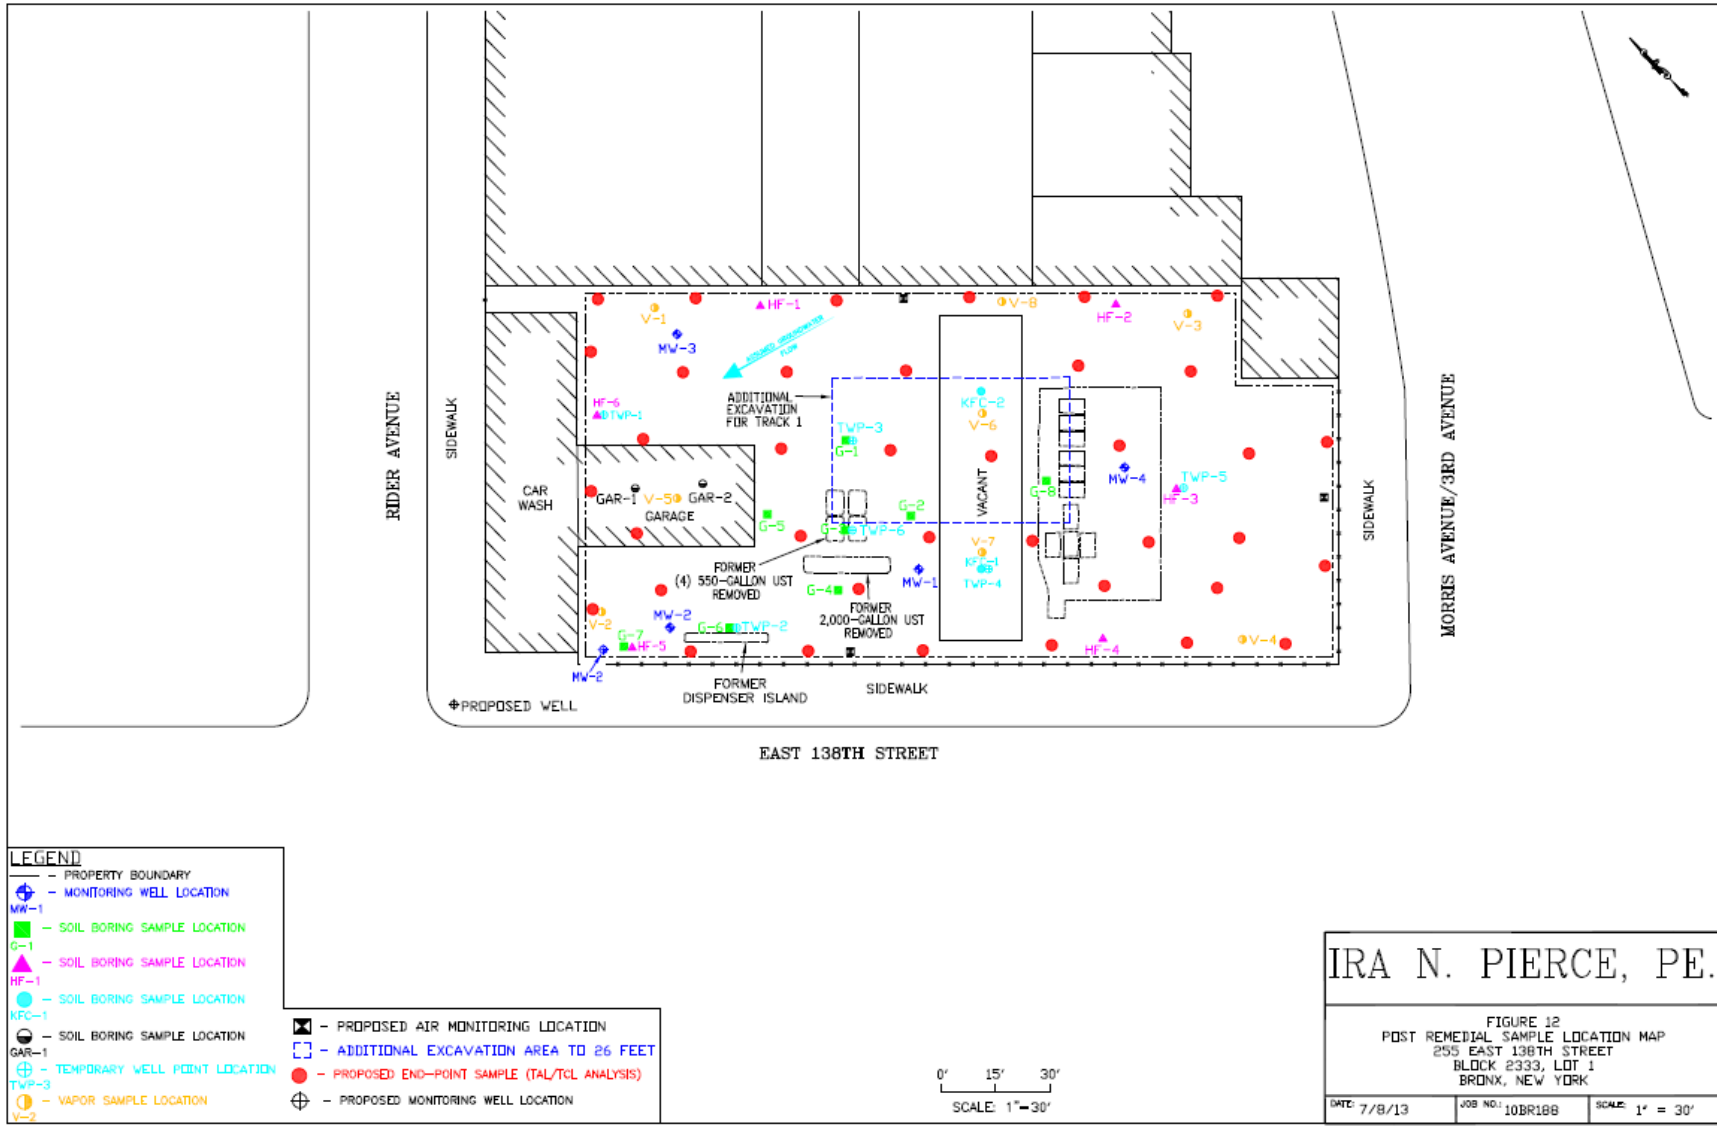 HF-1
V-8
HF-2
V-1
V-3
MW-3
ASSUMED GROUNDWATER
FLOW
ADDITIONAL
EXCAVATION
FOR TRACK 1
KFC-2
V-6
HF-6
TWP-1
TWP-3
G-1
RIDER AVENUE
SIDEWALK
CAR
WASH
GAR-1
V-5
GAR-2
GARAGE
G-5
G-2
G-3
TWP-6
VACANT
G-8
MW-4
TWP-5
HF-3
SIDEWALK
MORRIS AVENUE/3RD AVENUE
V-7
KFC-1
TWP-4
MW-1
FORMER
(4) 550-GALLON UST
REMOVED
G-4
FORMER
2,000-GALLON UST
REMOVED
V-2
MW-2
G-6
TWP-2
G-7
HF-5
HF-4
V-4
MW-2
FORMER
DISPENSER ISLAND
SIDEWALK
PROPOSED WELL
EAST 138TH STREET
LEGEND
- PROPERTY BOUNDARY
- MONITORING WELL LOCATION
MW-1
- SOIL BORING SAMPLE LOCATION
G-1
- SOIL BORING SAMPLE LOCATION
HF-1
- SOIL BORING SAMPLE LOCATION
KFC-1
- SOIL BORING SAMPLE LOCATION
GAR-1
- TEMPORARY WELL POINT LOCATION
TWP-3
- VAPOR SAMPLE LOCATION
V-2
- PROPOSED AIR MONITORING LOCATION
- ADDITIONAL EXCAVATION AREA TO 26 FEET
- PROPOSED END-POINT SAMPLE (TAL/TCL ANALYSIS)
- PROPOSED MONITORING WELL LOCATION
0' 15' 30'
SCALE: 1"=30'
IRA N. PIERCE, PE.
FIGURE 12
POST REMEDIAL SAMPLE LOCATION MAP
255 EAST 138TH STREET
BLOCK 2333, LOT 1
BRONX, NEW YORK
DATE: 7/8/13
JOB NO.: 10BR188
SCALE: 1" = 30'